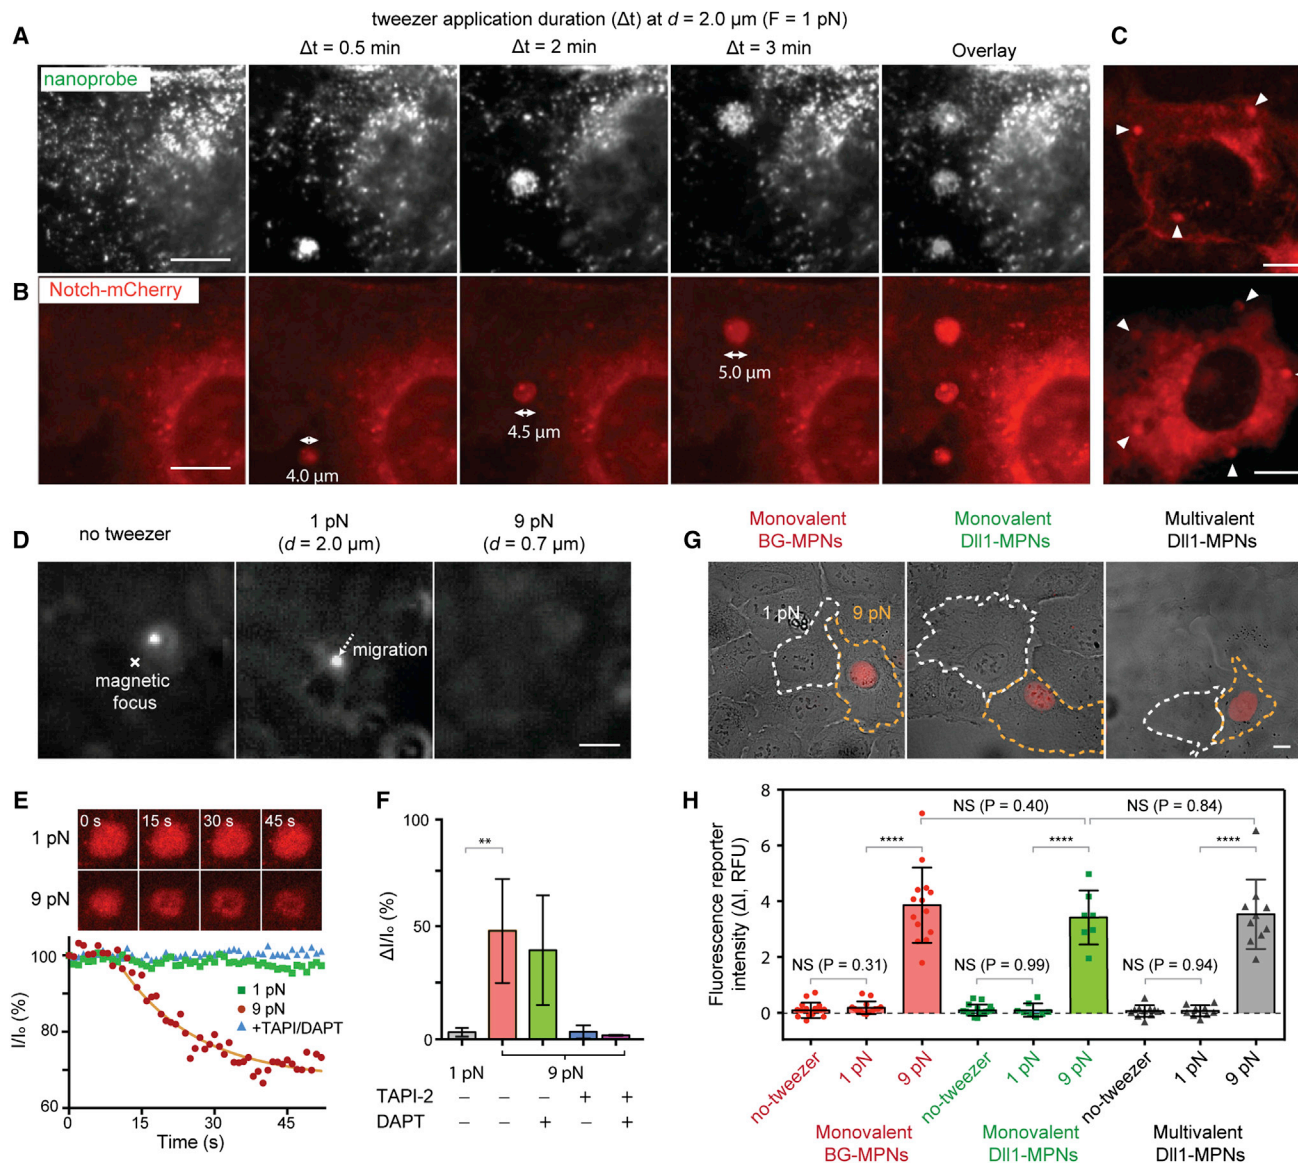 tweezer application duration (Δt) at d = 2.0 μm (F = 1 pN)
A
Δt = 0.5 min
Δt = 2 min
Δt = 3 min
Overlay
C
nanoprobe
B
Notch-mCherry
4.0 μm
4.5 μm
5.0 μm
D
no tweezer
1 pN
(d = 2.0 μm)
9 pN
(d = 0.7 μm)
×
magnetic
focus
migration
G
Monovalent
BG-MPNs
Monovalent
Dll1-MPNs
Multivalent
Dll1-MPNs
1 pN
9 pN
E
0 s
15 s
30 s
45 s
1 pN
9 pN
I/I₀ (%)
100
80
60
1 pN
9 pN
+TAPI/DAPT
15
30
45
Time (s)
F
ΔI/I₀ (%)
100
50
0
**
1 pN
9 pN
TAPI-2
– – – + +
DAPT
– – + – +
H
Fluorescence reporter
intensity (ΔI, RFU)
8
6
4
2
0
NS (P = 0.40)
NS (P = 0.84)
****
****
****
NS (P = 0.31)
NS (P = 0.99)
NS (P = 0.94)
no-tweezer
1 pN
9 pN
no-tweezer
1 pN
9 pN
no-tweezer
1 pN
9 pN
Monovalent
BG-MPNs
Monovalent
Dll1-MPNs
Multivalent
Dll1-MPNs